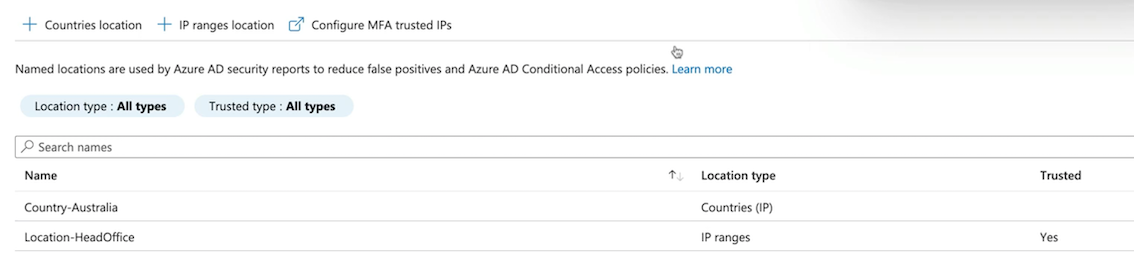 + Countries location + IP ranges location Configure MFA trusted IPs
Named locations are used by Azure AD security reports to reduce false positives and Azure AD Conditional Access policies. Learn more
Location type : All types Trusted type : All types
Search names
Name ↑↓ Location type Trusted
Country-Australia Countries (IP)
Location-HeadOffice IP ranges Yes